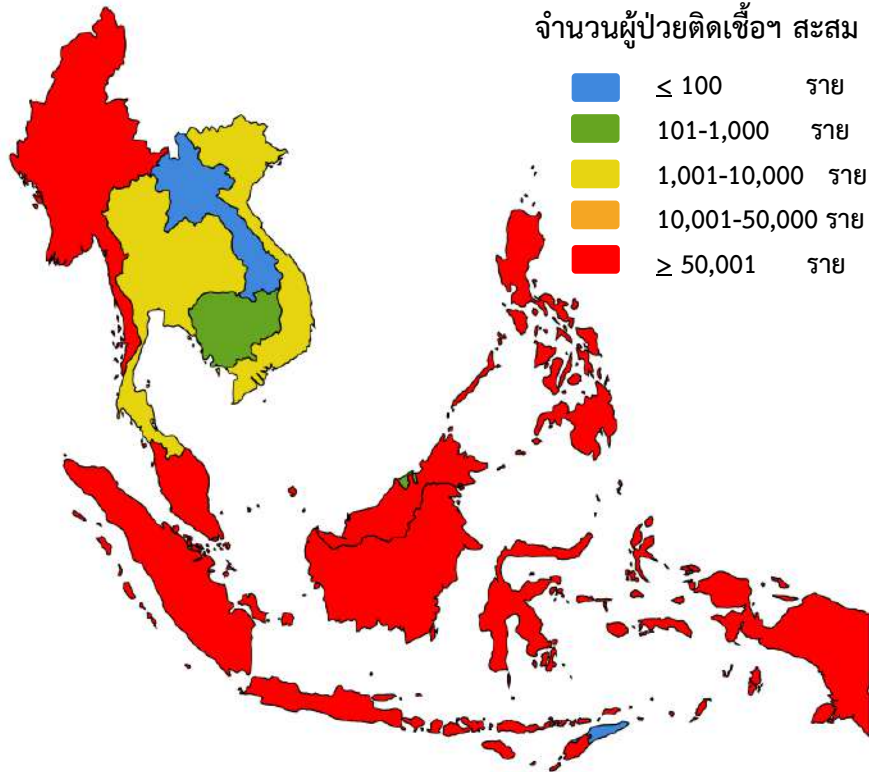 จำนวนผู้ป่วยติดเชื้อฯ สะสม
≤ 100 ราย
101-1,000 ราย
1,001-10,000 ราย
10,001-50,000 ราย
≥ 50,001 ราย